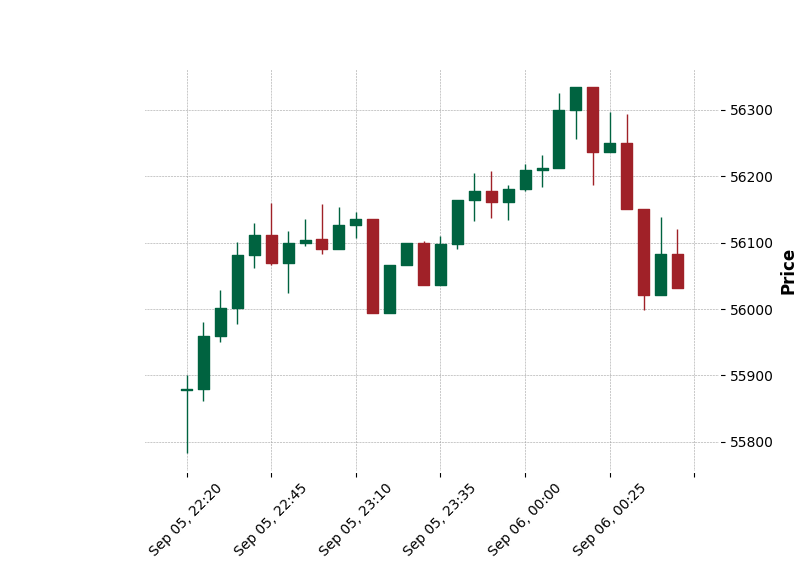 56300
56200
56100
56000
55900
55800
Price
Sep 05, 22:20
Sep 05, 22:45
Sep 05, 23:10
Sep 05, 23:35
Sep 06, 00:00
Sep 06, 00:25